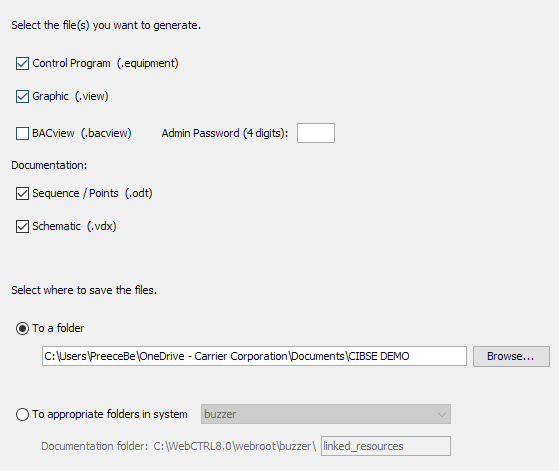 Select the file(s) you want to generate.
Control Program (.equipment)
Graphic (.view)
BACview (.bacview) Admin Password (4 digits):
Documentation:
Sequence / Points (.odt)
Schematic (.vdx)
Select where to save the files.
To a folder
C:\Users\PreeceBe\OneDrive - Carrier Corporation\Documents\CIBSE DEMO Browse...
To appropriate folders in system buzzer
Documentation folder: C:\WebCTRL8.0\webroot\buzzer\ linked_resources